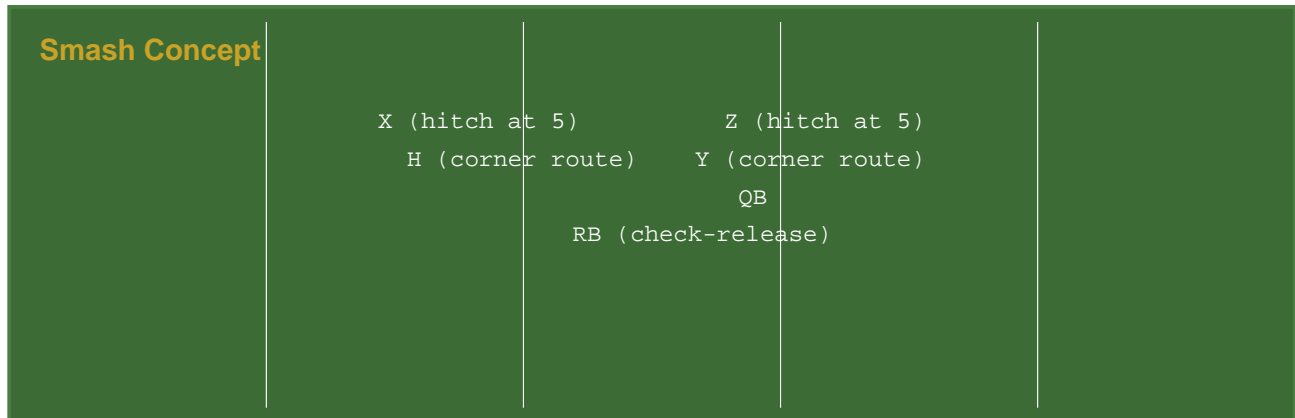 Smash Concept
X (hitch at 5) Z (hitch at 5)
H (corner route) Y (corner route)
QB
RB (check-release)